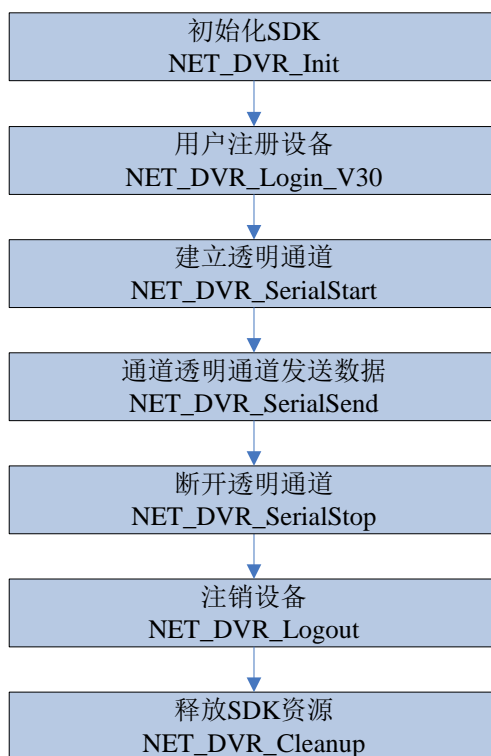 初始化SDK
NET_DVR_Init
用户注册设备
NET_DVR_Login_V30
建立透明通道
NET_DVR_SerialStart
通道透明通道发送数据
NET_DVR_SerialSend
断开透明通道
NET_DVR_SerialStop
注销设备
NET_DVR_Logout
释放SDK资源
NET_DVR_Cleanup